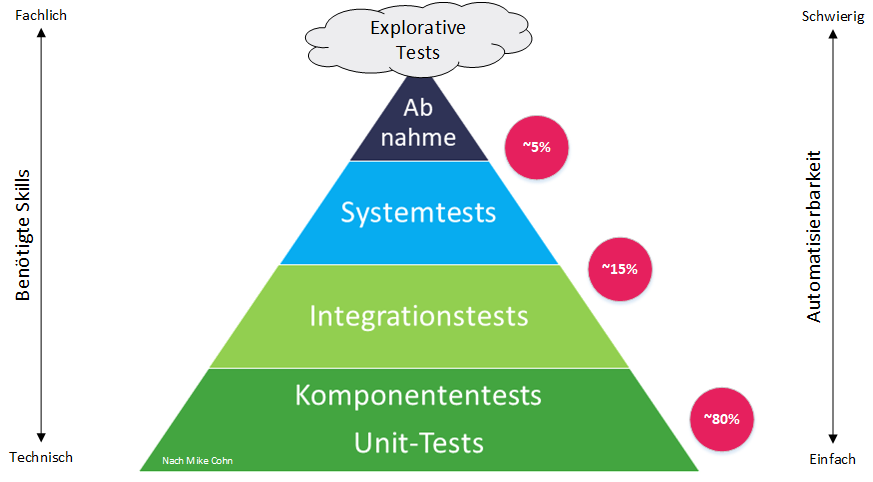 Fachlich
Schwierig
Explorative
Tests
Ab
nahme
~5%
Systemtests
~15%
Integrationstests
Komponententests
~80%
Unit-Tests
Nach Mike Cohn
Technisch
Einfach
Benötigte Skills
Automatisierbarkeit